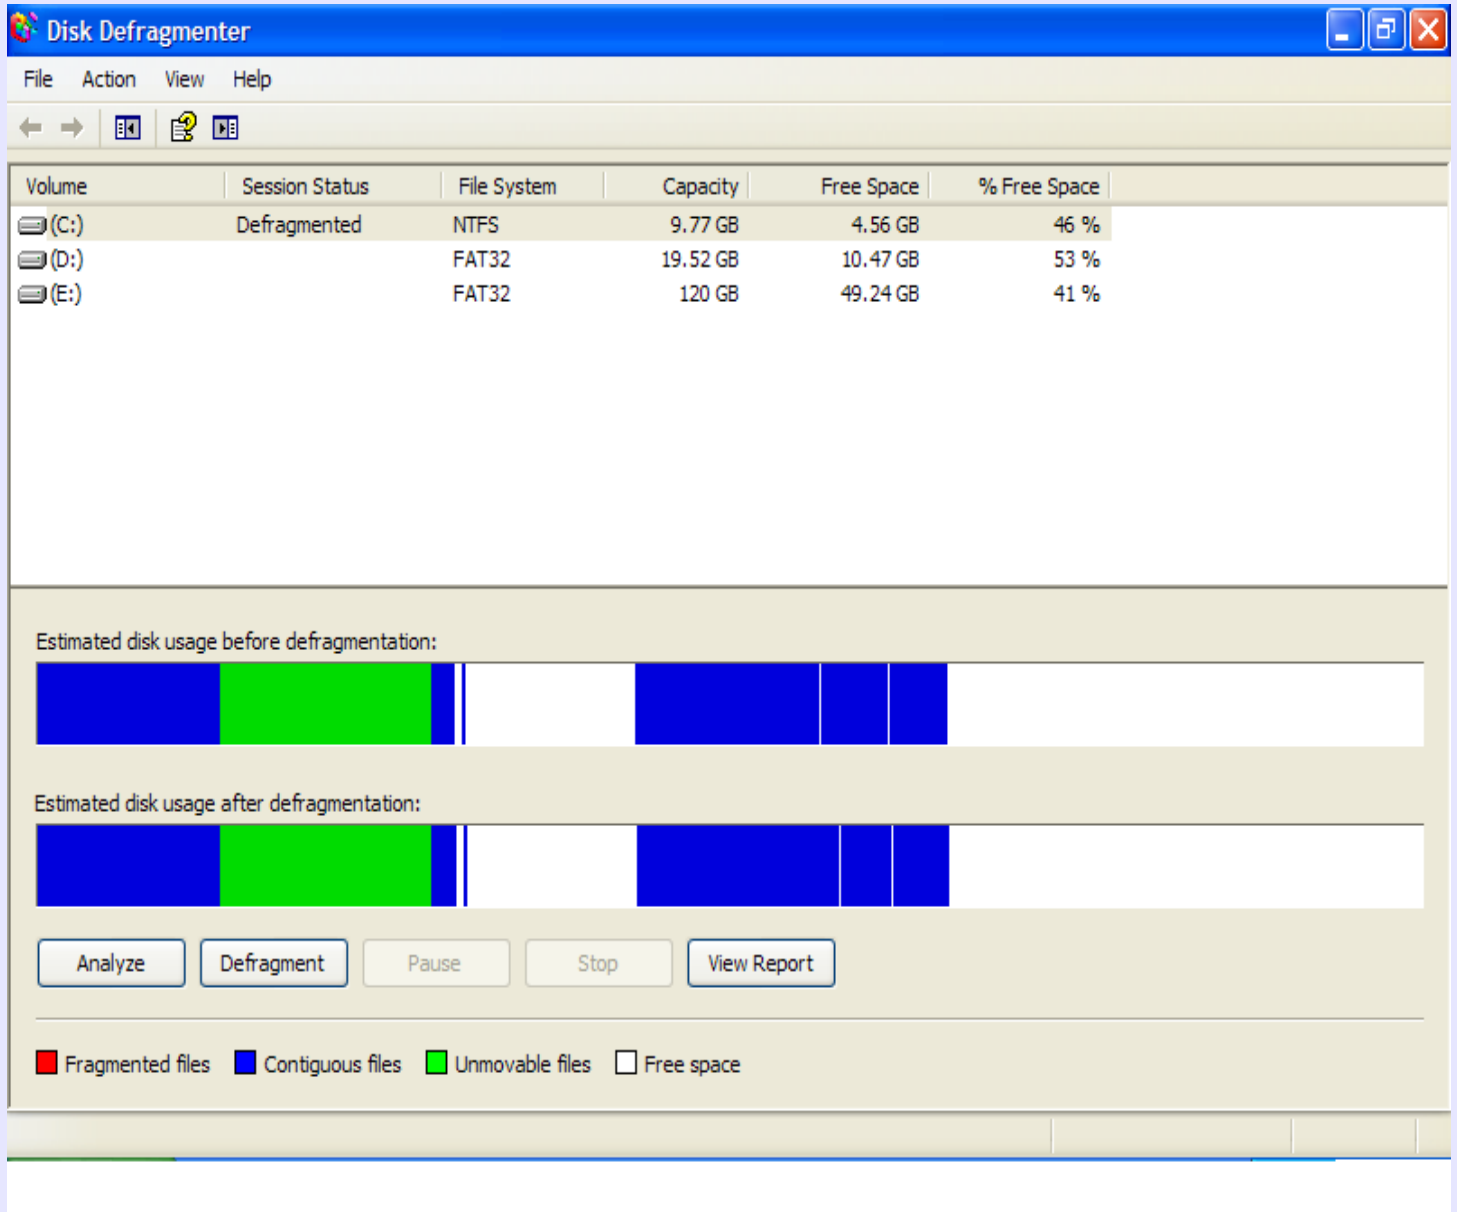 Disk Defragmenter
File Action View Help
Volume Session Status File System Capacity Free Space % Free Space
(C:) Defragmented NTFS 9.77 GB 4.56 GB 46 %
(D:) FAT32 19.52 GB 10.47 GB 53 %
(E:) FAT32 120 GB 49.24 GB 41 %
Estimated disk usage before defragmentation:
Estimated disk usage after defragmentation:
Analyze Defragment Pause Stop View Report
Fragmented files Contiguous files Unmovable files Free space